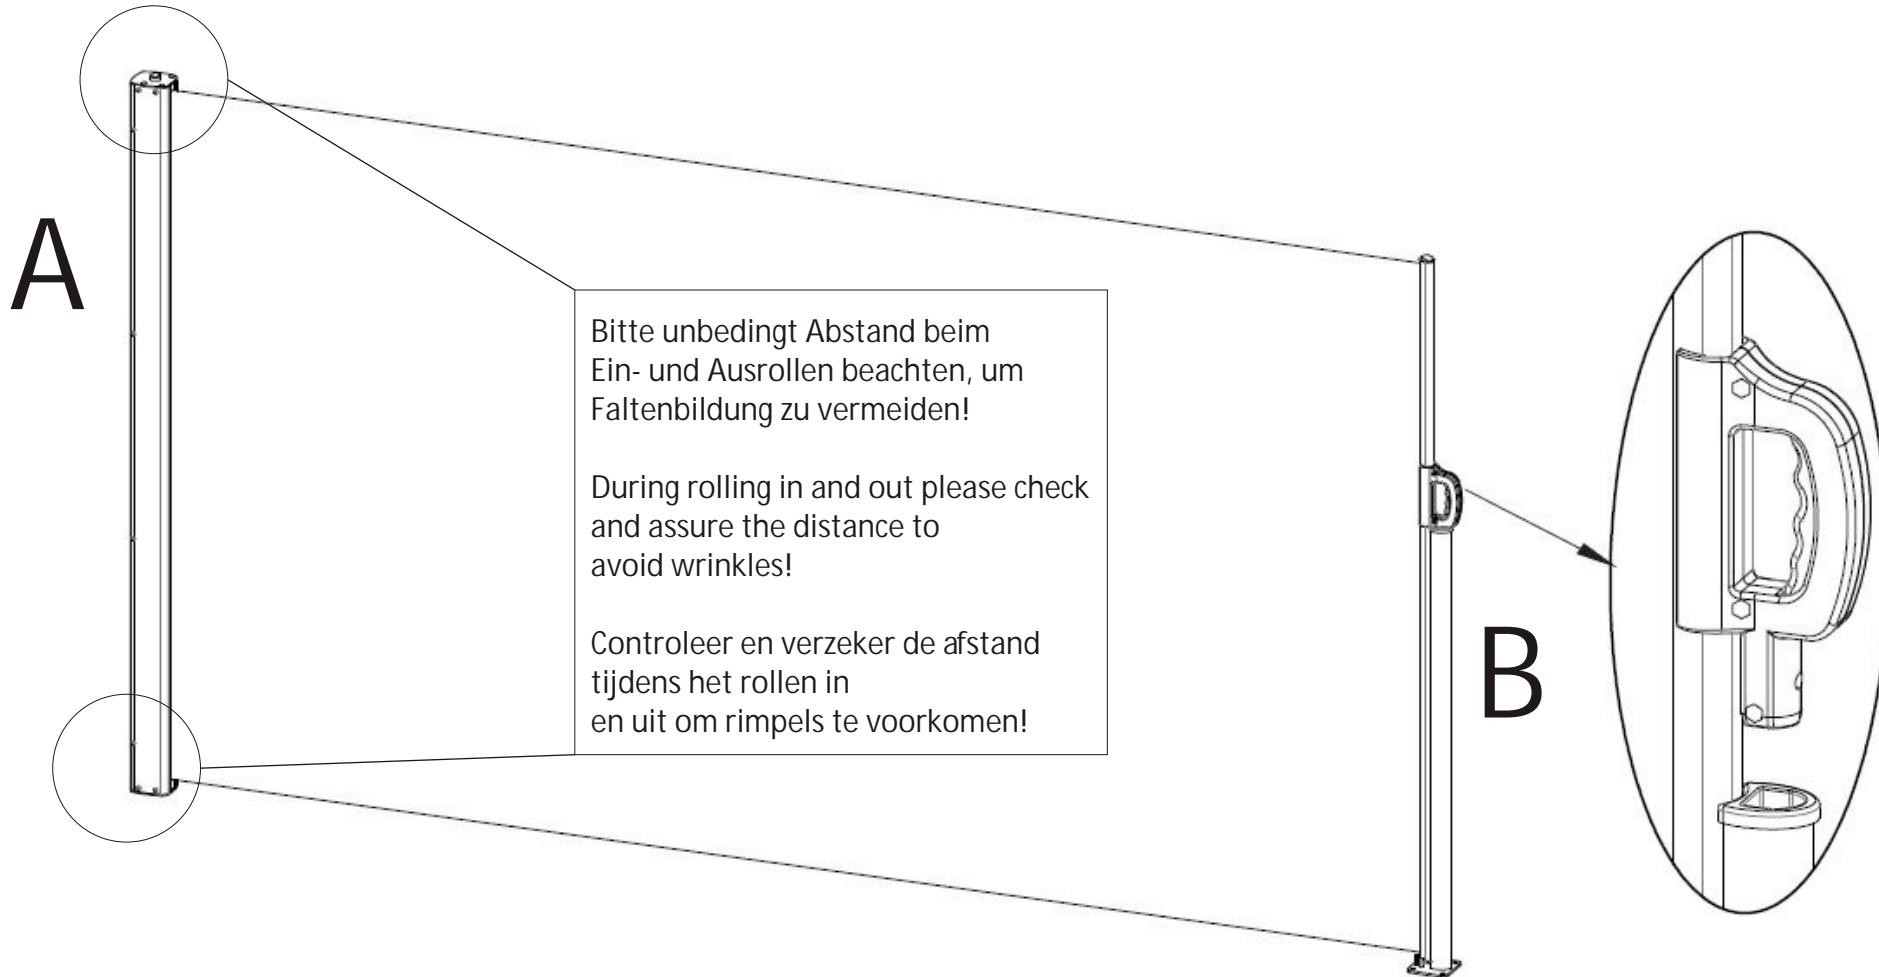 A
Bitte unbedingt Abstand beim
Ein- und Ausrollen beachten, um
Faltenbildung zu vermeiden!
During rolling in and out please check
and assure the distance to
avoid wrinkles!
Controleer en verzeker de afstand
tijdens het rollen in
en uit om rimpels te voorkomen!
B